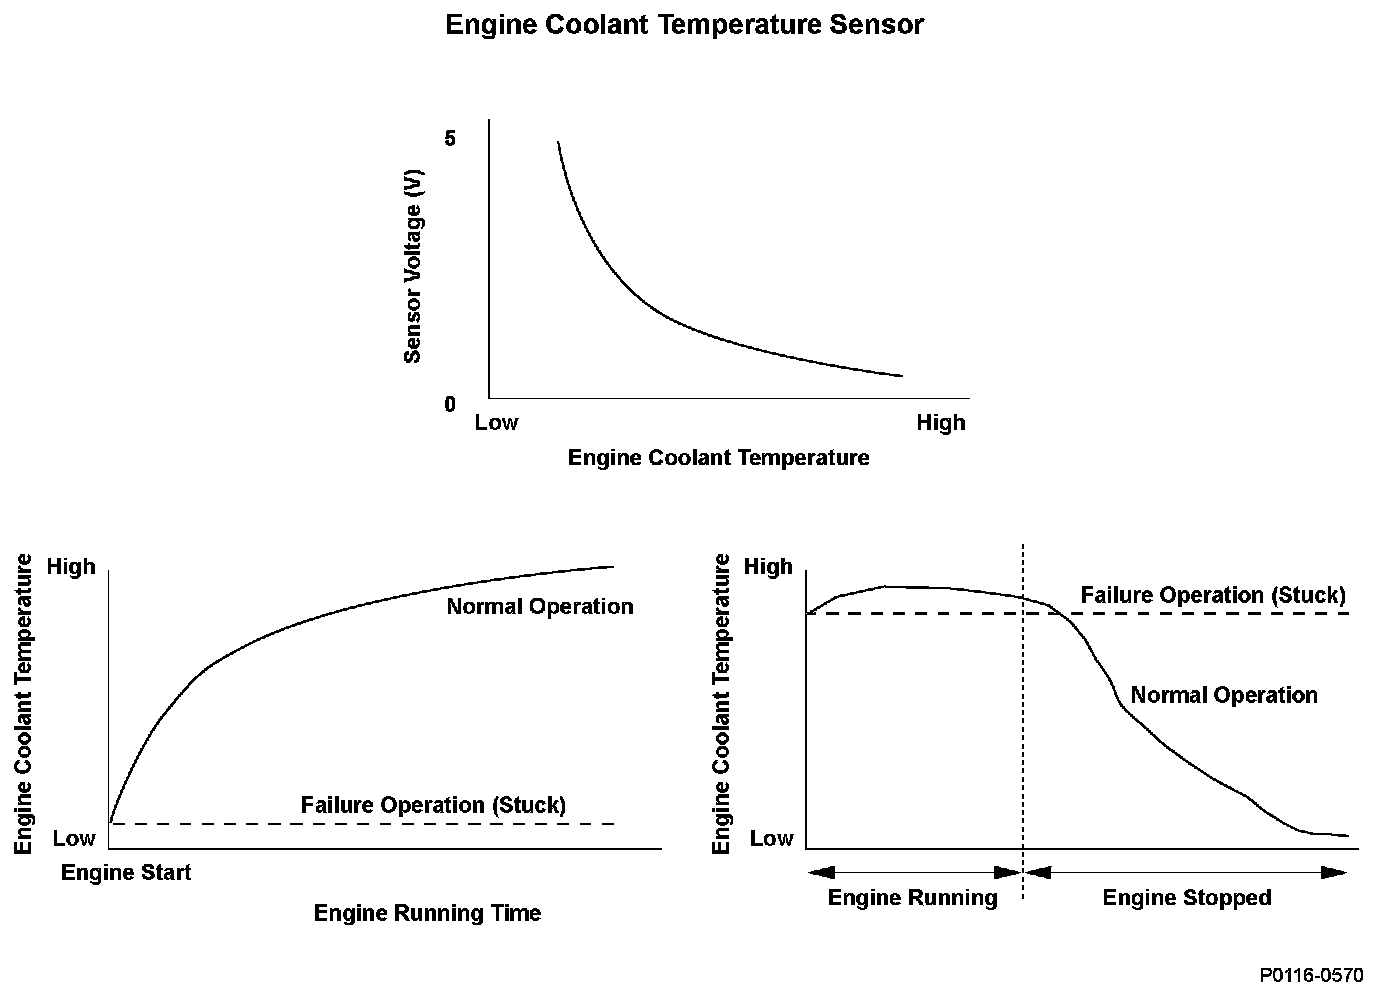 Engine Coolant Temperature Sensor
5
Sensor Voltage (V)
0
Low
High
Engine Coolant Temperature
Engine Coolant Temperature
High
Normal Operation
Failure Operation (Stuck)
Low
Engine Start
Engine Running Time
Engine Coolant Temperature
High
Failure Operation (Stuck)
Normal Operation
Low
Engine Running
Engine Stopped
P0116-0570